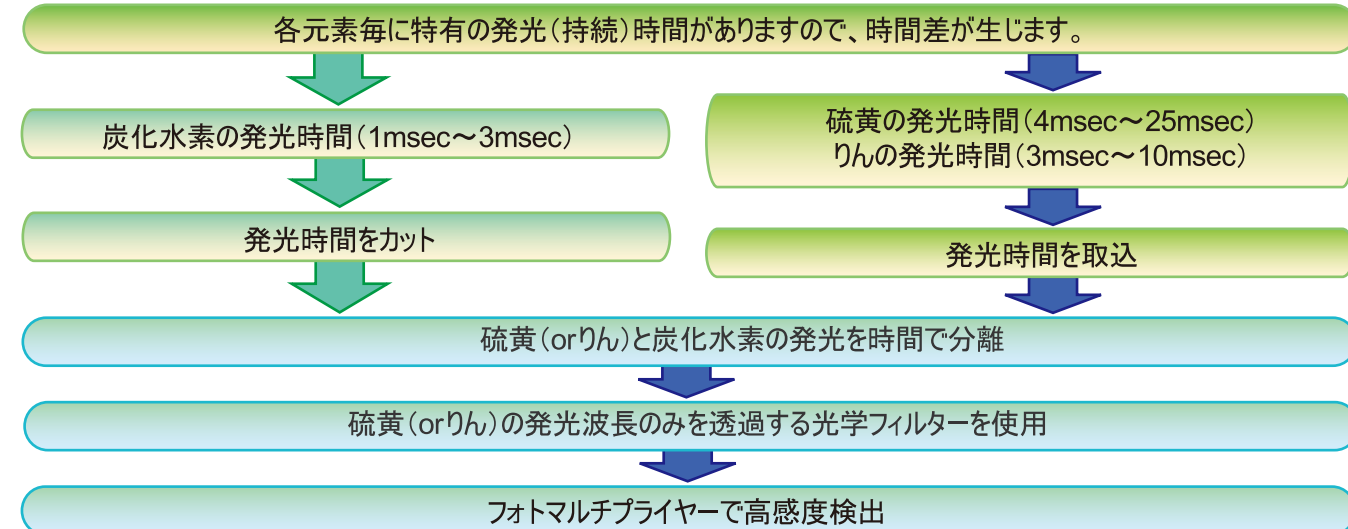 各元素毎に特有の発光(持続)時間がありますので、時間差が生じます。
炭化水素の発光時間(1msec～3msec)
硫黄の発光時間(4msec～25msec)
りんの発光時間(3msec～10msec)
発光時間をカット
発光時間を取込
硫黄(orりん)と炭化水素の発光を時間で分離
硫黄(orりん)の発光波長のみを透過する光学フィルターを使用
フォトマルチプライヤーで高感度検出